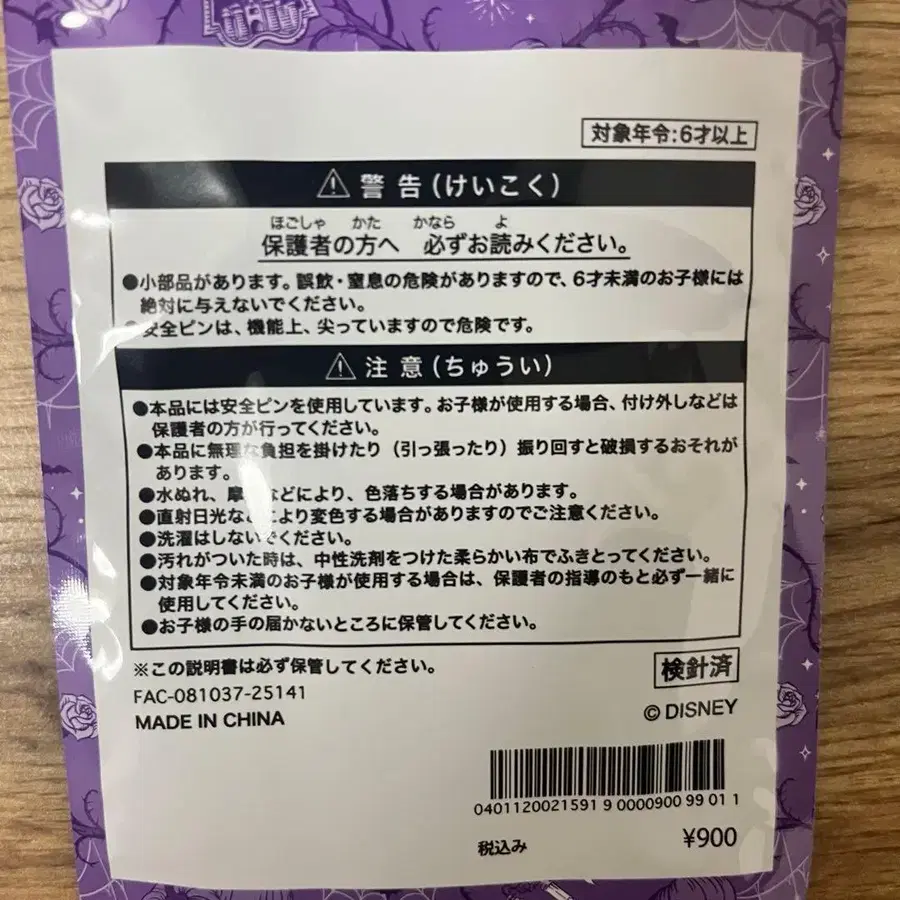 対象年令:6才以上
⚠ 警告(けいこく)
ほごしゃ かた かなら よ
保護者の方へ 必ずお読みください。
●小部品があります。誤飲・窒息の危険がありますので、6才未満のお子様には
絶対に与えないでください。
●安全ピンは、機能上、尖っていますので危険です。
⚠ 注意(ちゅうい)
●本品には安全ピンを使用しています。お子様が使用する場合、付け外しなどは
保護者の方が行ってください。
●本品に無理な負担を掛けたり(引っ張ったり)振り回すと破損するおそれが
あります。
●水ぬれ、摩などにより、色落ちする場合があります。
●直射日光などにより変色する場合がありますのでご注意ください。
●洗濯はしないでください。
●汚れがついた時は、中性洗剤をつけた柔らかい布でふきとってください。
●対象年令未満のお子様が使用する場合は、保護者の指導のもと必ず一緒に
使用してください。
●お子様の手の届かないところに保管してください。
※この説明書は必ず保管してください。
検針済
FAC-081037-25141
MADE IN CHINA
© DISNEY
0401120021591 9 0000900 99 01 1
税込み
¥900